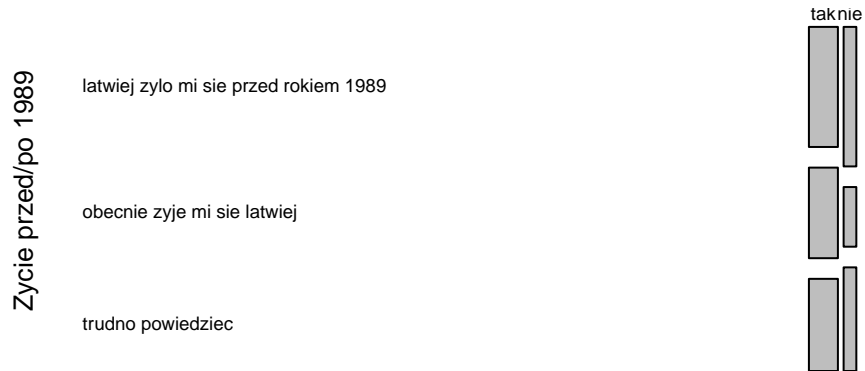 tak nie
Zycie przed/po 1989
latwiej zylo mi sie przed rokiem 1989
obecnie zyje mi sie latwiej
trudno powiedziec